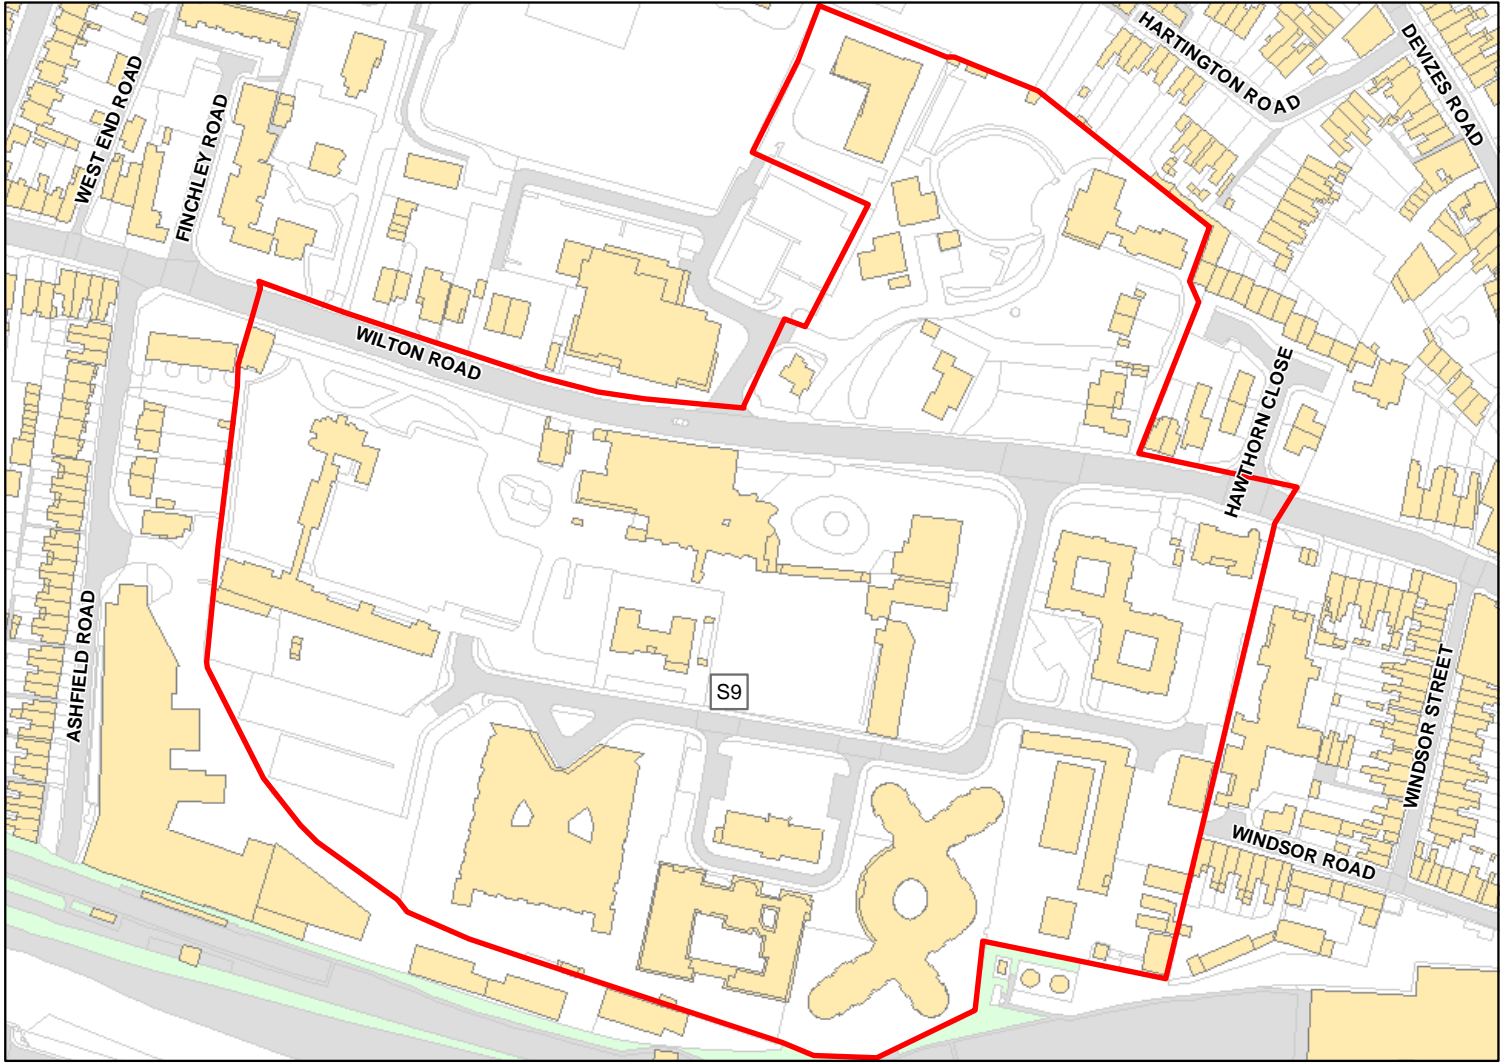 HARTINGTON ROAD
DEVIZES ROAD
WEST END ROAD
FINCHLEY ROAD
WILTON ROAD
HAWTHORN CLOSE
ASHFIELD ROAD
S9
WINDSOR STREET
WINDSOR ROAD